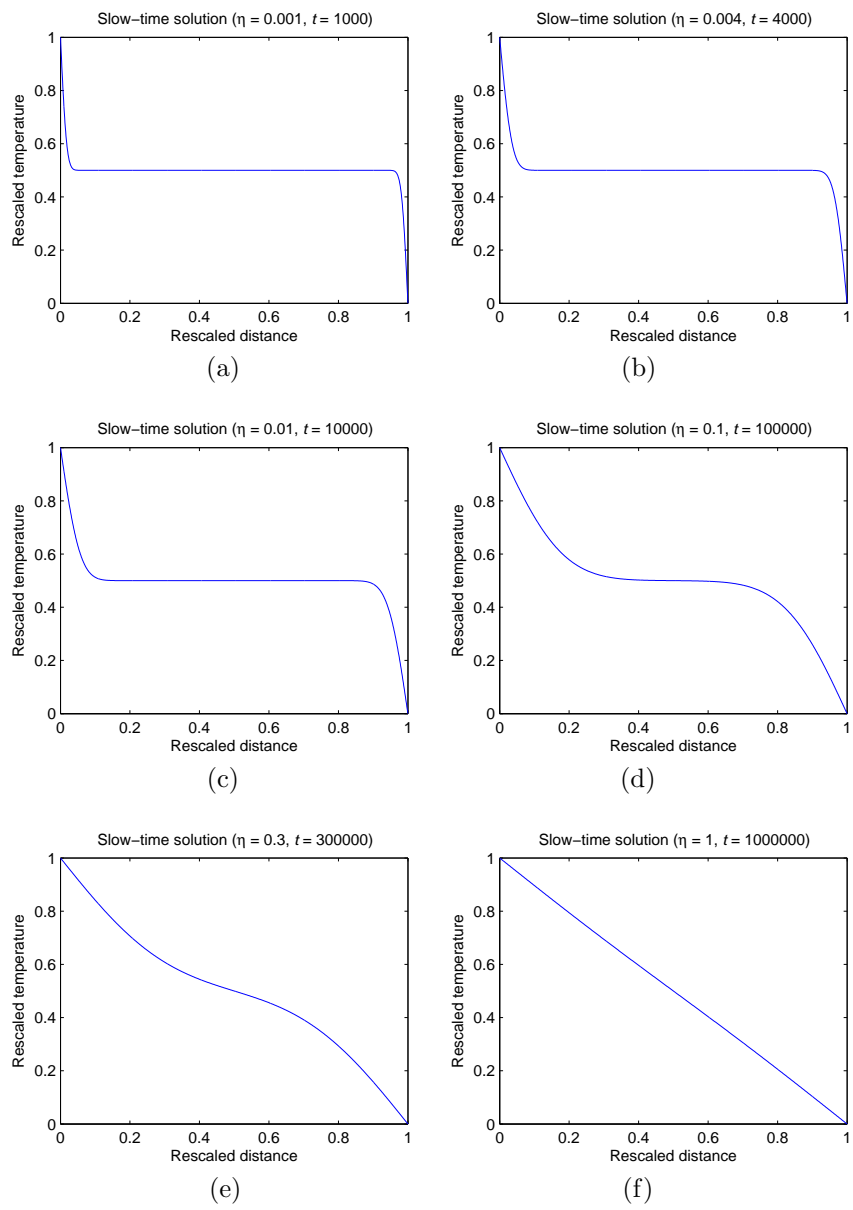 Slow−time solution (η = 0.001, t = 1000)
1
0.8
0.6
0.4
0.2
0
Rescaled temperature
0 0.2 0.4 0.6 0.8 1
Rescaled distance
(a)
Slow−time solution (η = 0.004, t = 4000)
1
0.8
0.6
0.4
0.2
0
Rescaled temperature
0 0.2 0.4 0.6 0.8 1
Rescaled distance
(b)
Slow−time solution (η = 0.01, t = 10000)
1
0.8
0.6
0.4
0.2
0
Rescaled temperature
0 0.2 0.4 0.6 0.8 1
Rescaled distance
(c)
Slow−time solution (η = 0.1, t = 100000)
1
0.8
0.6
0.4
0.2
0
Rescaled temperature
0 0.2 0.4 0.6 0.8 1
Rescaled distance
(d)
Slow−time solution (η = 0.3, t = 300000)
1
0.8
0.6
0.4
0.2
0
Rescaled temperature
0 0.2 0.4 0.6 0.8 1
Rescaled distance
(e)
Slow−time solution (η = 1, t = 1000000)
1
0.8
0.6
0.4
0.2
0
Rescaled temperature
0 0.2 0.4 0.6 0.8 1
Rescaled distance
(f)